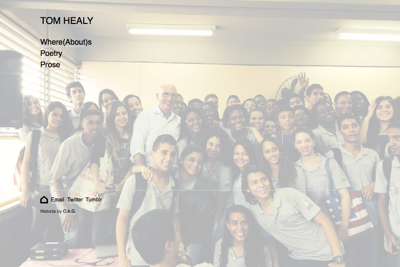 TOM HEALY
Where(About)s
Poetry
Prose
Email Twitter Tumblr
Website by C.A.G.